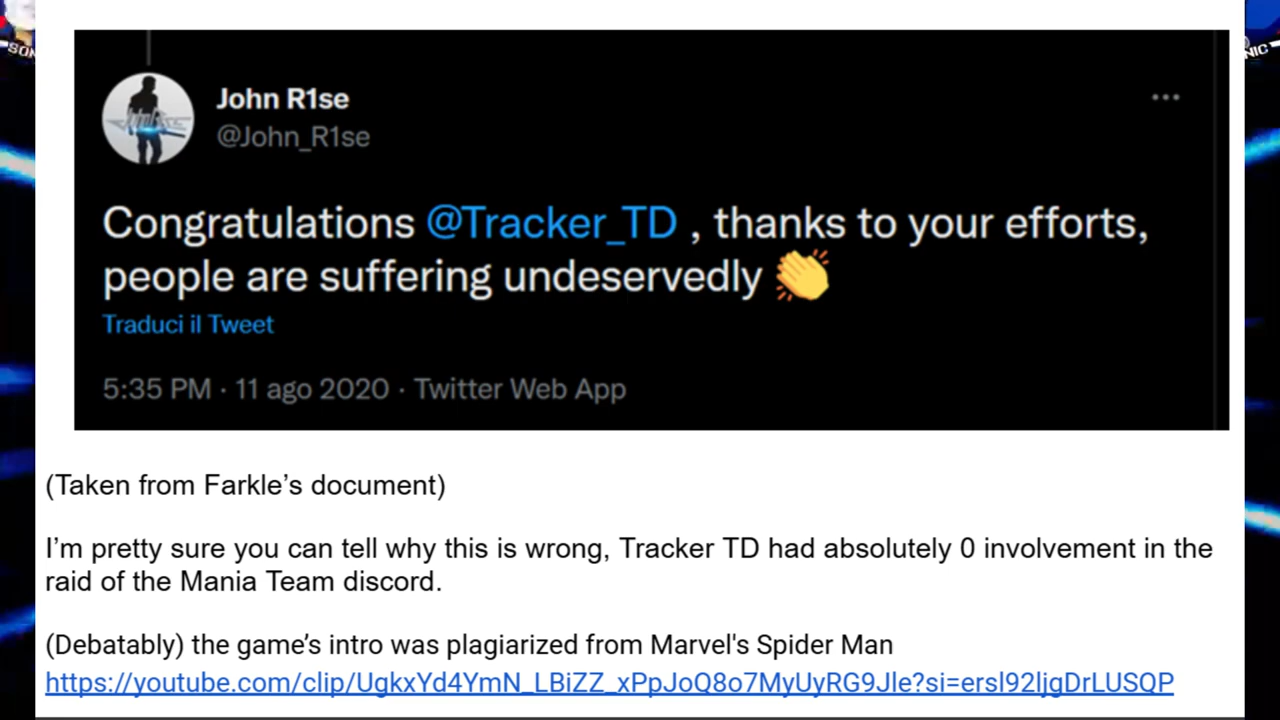 John R1se
@John_R1se
Congratulations @Tracker_TD , thanks to your efforts,
people are suffering undeservedly 👏
Traduci il Tweet
5:35 PM · 11 ago 2020 · Twitter Web App
(Taken from Farkle’s document)
I’m pretty sure you can tell why this is wrong, Tracker TD had absolutely 0 involvement in the
raid of the Mania Team discord.
(Debatably) the game’s intro was plagiarized from Marvel's Spider Man
https://youtube.com/clip/UgkxYd4YmN_LBiZZ_xPpJoQ8o7MyUyRG9Jle?si=ersl92ljgDrLUSQP